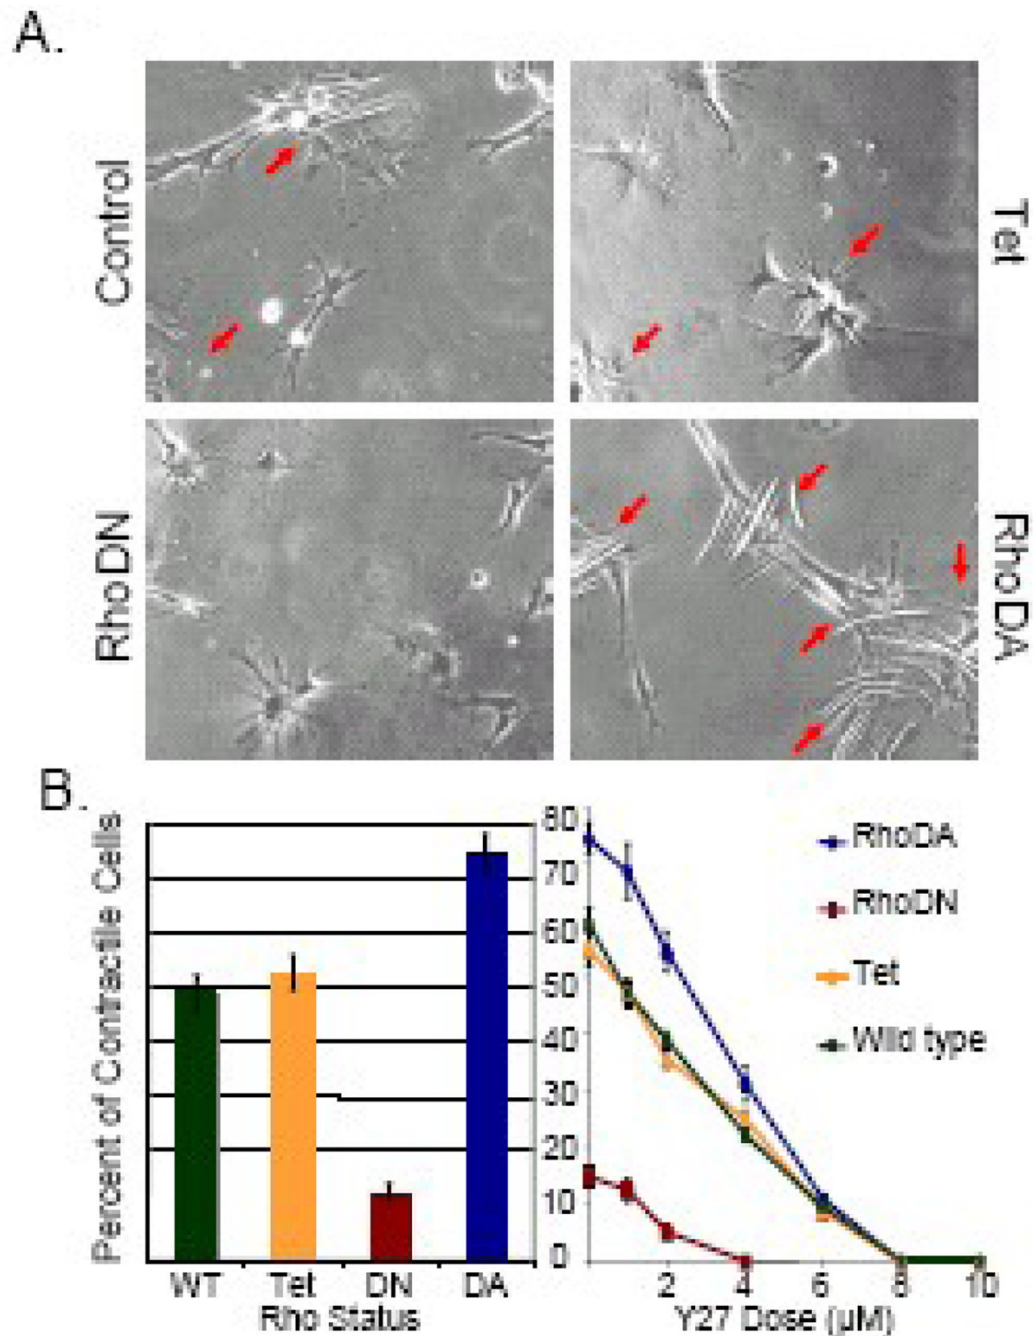 A.
Control
Tet
RhoDN
RhoDA
B.
Percent of Contractile Cells
80
70
60
50
40
30
20
10
0
WT Tet DN DA
Rho Status
2 4 6 8 10
Y27 Dose (µM)
RhoDA
RhoDN
Tet
Wild type